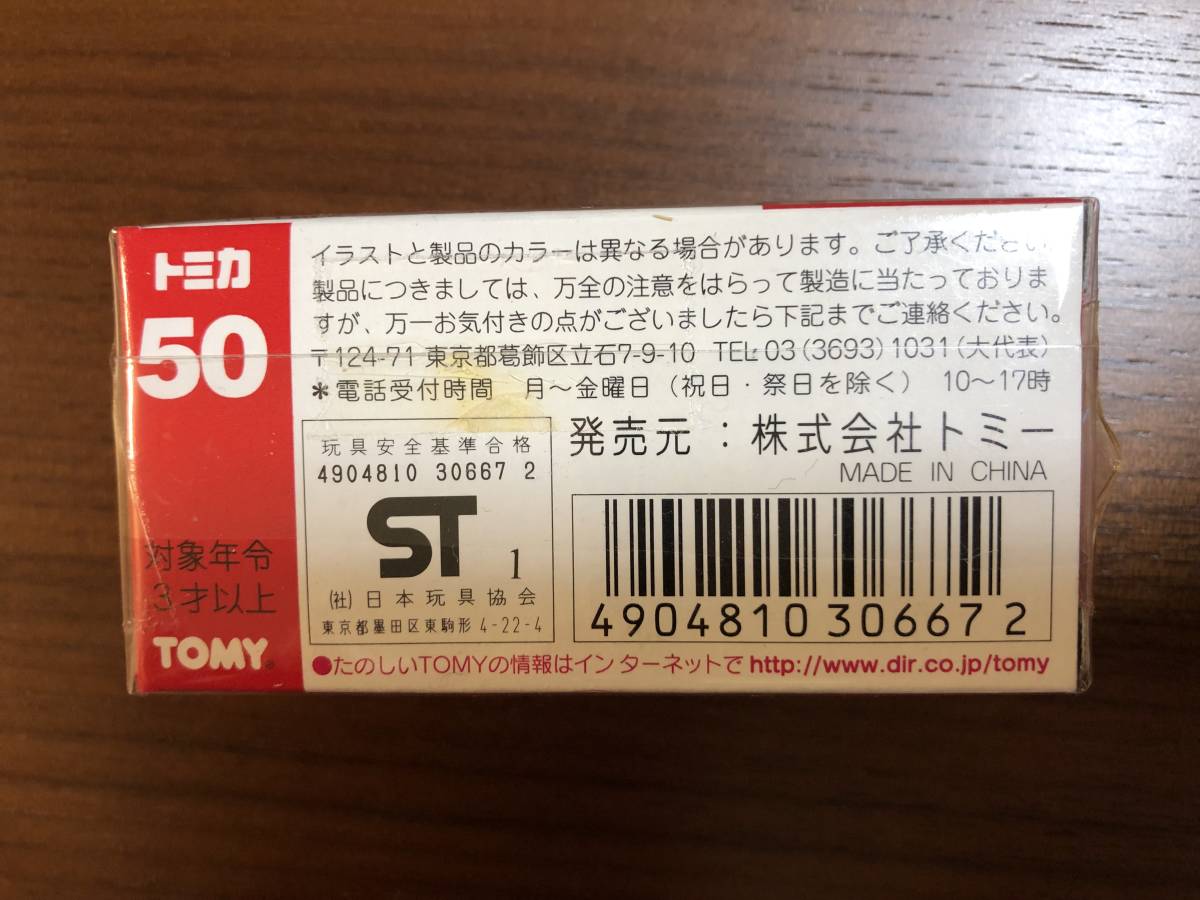 トミカ
50
対象年令
3才以上
TOMY
イラストと製品のカラーは異なる場合があります。ご了承ください。
製品につきましては、万全の注意をはらって製造に当たっておりま
すが、万一お気付きの点がございましたら下記までご連絡ください。
〒124-71 東京都葛飾区立石7-9-10 TEL 03(3693)1031(大代表)
＊電話受付時間 月〜金曜日(祝日・祭日を除く) 10〜17時
玩具安全基準合格
4904810 30667 2
ST 1
(社)日本玩具協会
東京都墨田区東駒形 4-22-4
発売元：株式会社トミー
MADE IN CHINA
4904810 30667 2
●たのしいTOMYの情報はインターネットで http://www.dir.co.jp/tomy